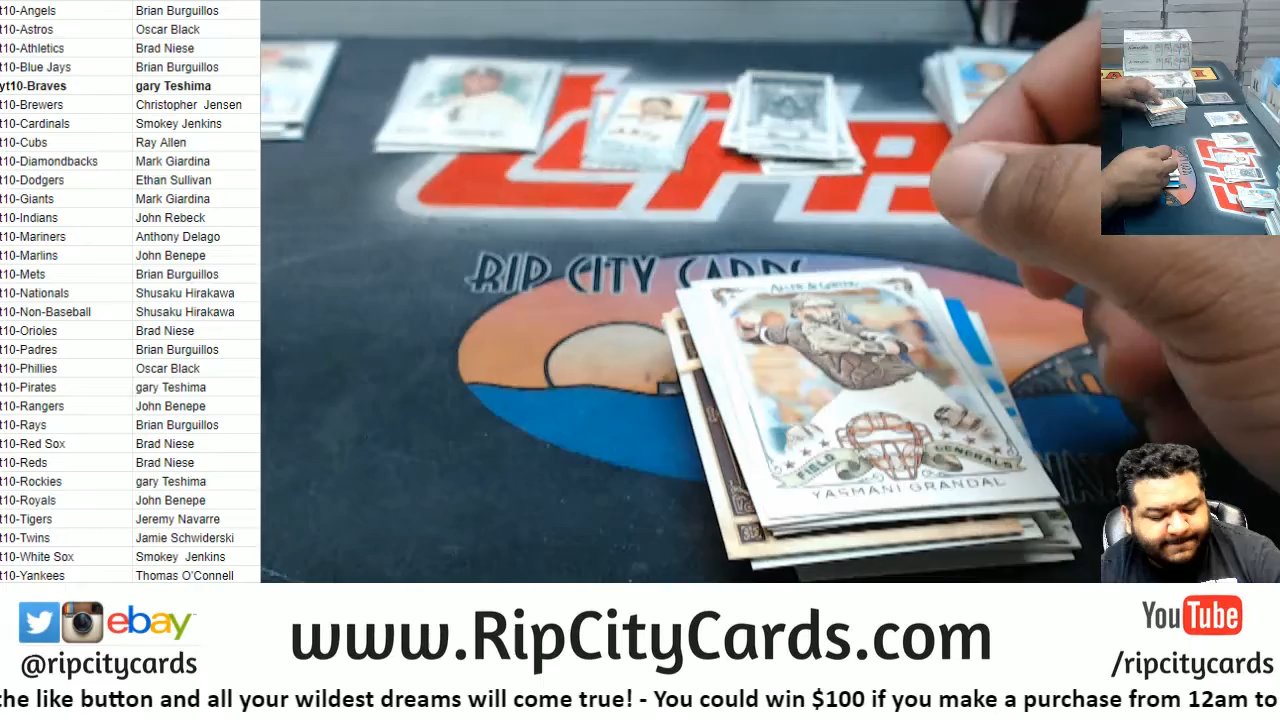 t10-Angels Brian Burguillos
t10-Astros Oscar Black
t10-Athletics Brad Niese
t10-Blue Jays Brian Burguillos
yt10-Braves gary Teshima
t10-Brewers Christopher Jensen
t10-Cardinals Smokey Jenkins
t10-Cubs Ray Allen
t10-Diamondbacks Mark Giardina
t10-Dodgers Ethan Sullivan
t10-Giants Mark Giardina
t10-Indians John Rebeck
t10-Mariners Anthony Delago
t10-Marlins John Benepe
t10-Mets Brian Burguillos
t10-Nationals Shusaku Hirakawa
t10-Non-Baseball Shusaku Hirakawa
t10-Orioles Brad Niese
t10-Padres Brian Burguillos
t10-Phillies Oscar Black
t10-Pirates gary Teshima
t10-Rangers John Benepe
t10-Rays Brian Burguillos
t10-Red Sox Brad Niese
t10-Reds Brad Niese
t10-Rockies gary Teshima
t10-Royals John Benepe
t10-Tigers Jeremy Navarre
t10-Twins Jamie Schwiderski
t10-White Sox Smokey Jenkins
t10-Yankees Thomas O'Connell
RIP CITY CARDS
ALLEN & GINTER
FIELD GENERALS
YASMANI GRANDAL
ebay
@ripcitycards
www.RipCityCards.com
YouTube
/ripcitycards
the like button and all your wildest dreams will come true! - You could win $100 if you make a purchase from 12am to